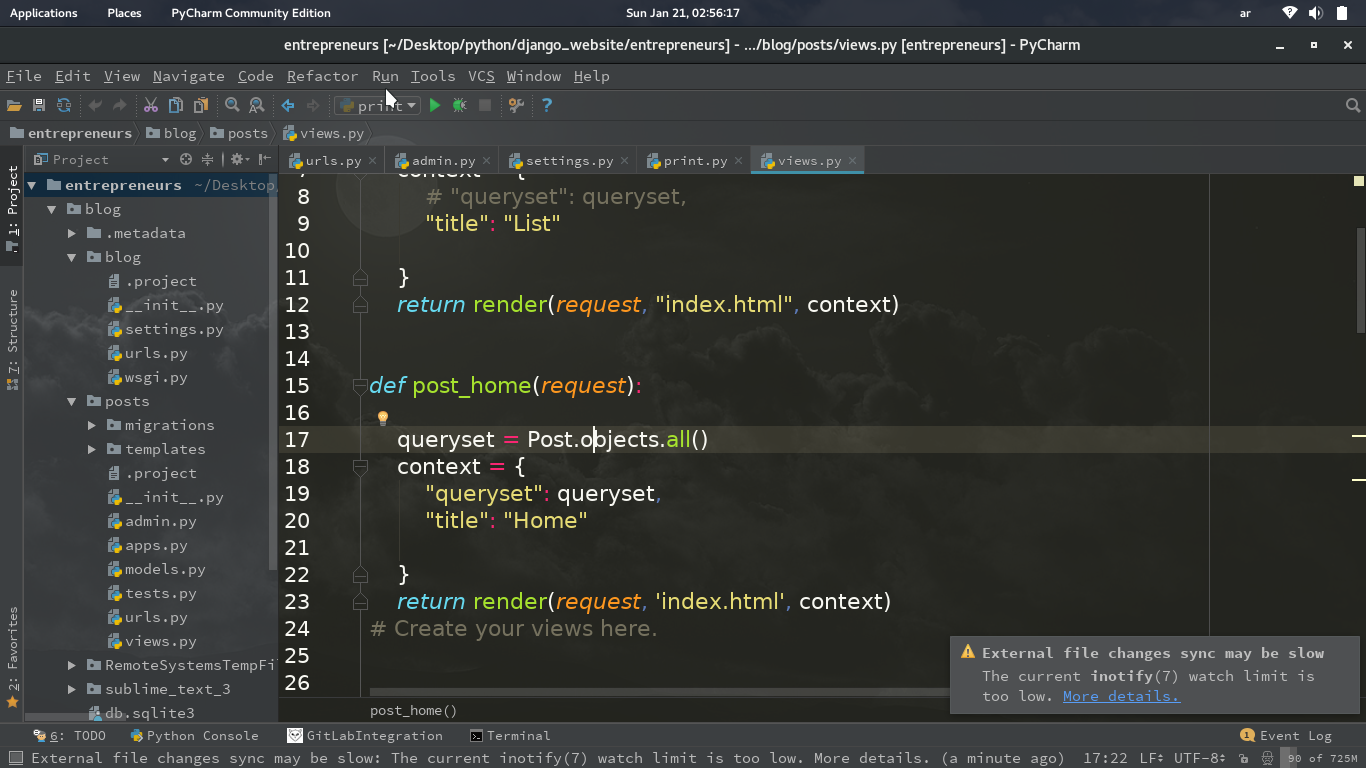 Applications Places PyCharm Community Edition Sun Jan 21, 02:56:17 ar
entrepreneurs [~/Desktop/python/django_website/entrepreneurs] - .../blog/posts/views.py [entrepreneurs] - PyCharm
File Edit View Navigate Code Refactor Run Tools VCS Window Help
print
entrepreneurs blog posts views.py
Project
urls.py admin.py settings.py print.py views.py
1: Project
7: Structure
2: Favorites
entrepreneurs ~/Desktop
blog
.metadata
blog
.project
__init__.py
settings.py
urls.py
wsgi.py
posts
migrations
templates
.project
__init__.py
admin.py
apps.py
models.py
tests.py
urls.py
views.py
RemoteSystemsTempFi
sublime_text_3
db.sqlite3
8 # "queryset": queryset,
9 "title": "List"
10
11 }
12 return render(request, "index.html", context)
13
14
15 def post_home(request):
16
17 queryset = Post.objects.all()
18 context = {
19 "queryset": queryset,
20 "title": "Home"
21
22 }
23 return render(request, 'index.html', context)
24 # Create your views here.
25
26
post_home()
External file changes sync may be slow
The current inotify(7) watch limit is
too low. More details.
6: TODO Python Console GitLabIntegration Terminal 1 Event Log
External file changes sync may be slow: The current inotify(7) watch limit is too low. More details. (a minute ago) 17:22 LF UTF-8 90 of 725M